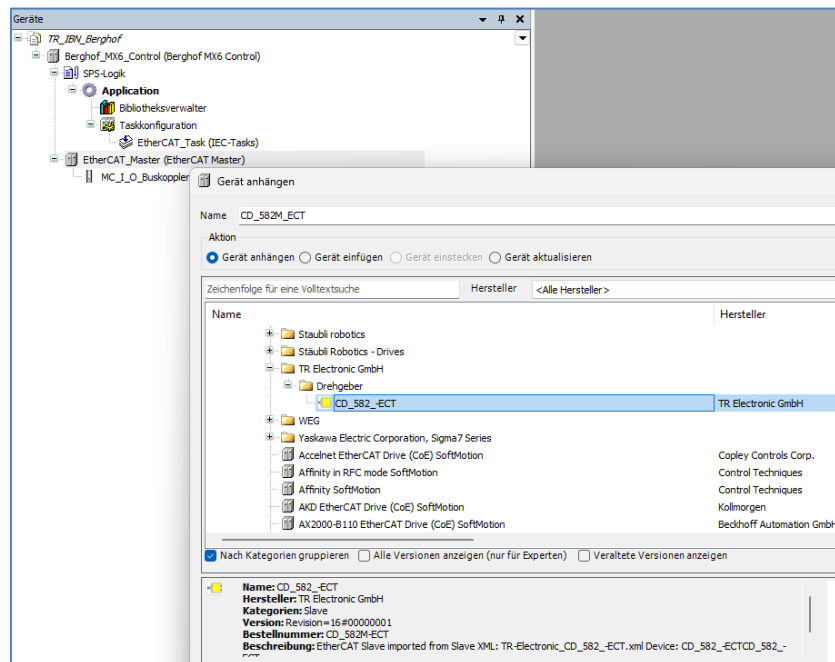 Geräte
TR_IBN_Berghof
Berghof_MX6_Control (Berghof MX6 Control)
SPS-Logik
Application
Bibliotheksverwalter
Taskkonfiguration
EtherCAT_Task (IEC-Tasks)
EtherCAT_Master (EtherCAT Master)
MC_I_O_Buskoppler
Gerät anhängen
Name CD_582M_ECT
Aktion
Gerät anhängen Gerät einfügen Gerät einstecken Gerät aktualisieren
Zeichenfolge für eine Volltextsuche Hersteller <Alle Hersteller>
Name Hersteller
Staubli robotics
Stäubli Robotics - Drives
TR Electronic GmbH
Drehgeber
CD_582_-ECT TR Electronic GmbH
WEG
Yaskawa Electric Corporation, Sigma7 Series
Accelnet EtherCAT Drive (CoE) SoftMotion Copley Controls Corp.
Affinity in RFC mode SoftMotion Control Techniques
Affinity SoftMotion Control Techniques
AKD EtherCAT Drive (CoE) SoftMotion Kollmorgen
AX2000-B110 EtherCAT Drive (CoE) SoftMotion Beckhoff Automation GmbH
Nach Kategorien gruppieren Alle Versionen anzeigen (nur für Experten) Veraltete Versionen anzeigen
Name: CD_582_-ECT
Hersteller: TR Electronic GmbH
Kategorien: Slave
Version: Revision=16#00000001
Bestellnummer: CD_582M-ECT
Beschreibung: EtherCAT Slave imported from Slave XML: TR-Electronic_CD_582_-ECT.xml Device: CD_582_-ECTCD_582_-